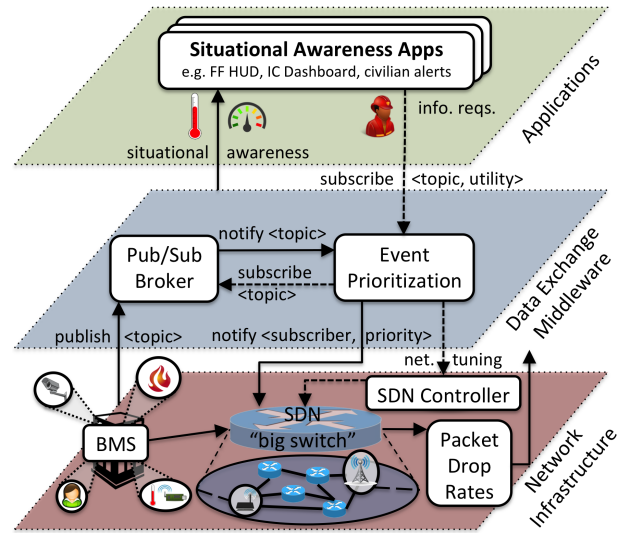 Situational Awareness Apps
e.g. FF HUD, IC Dashboard, civilian alerts
info. reqs.
situational awareness
Applications
subscribe <topic, utility>
notify <topic>
Pub/Sub
Broker
Event
Prioritization
subscribe
<topic>
Data Exchange
Middleware
publish <topic>
notify <subscriber, priority>
net. tuning
SDN Controller
SDN
"big switch"
BMS
Packet
Drop
Rates
Network
Infrastructure